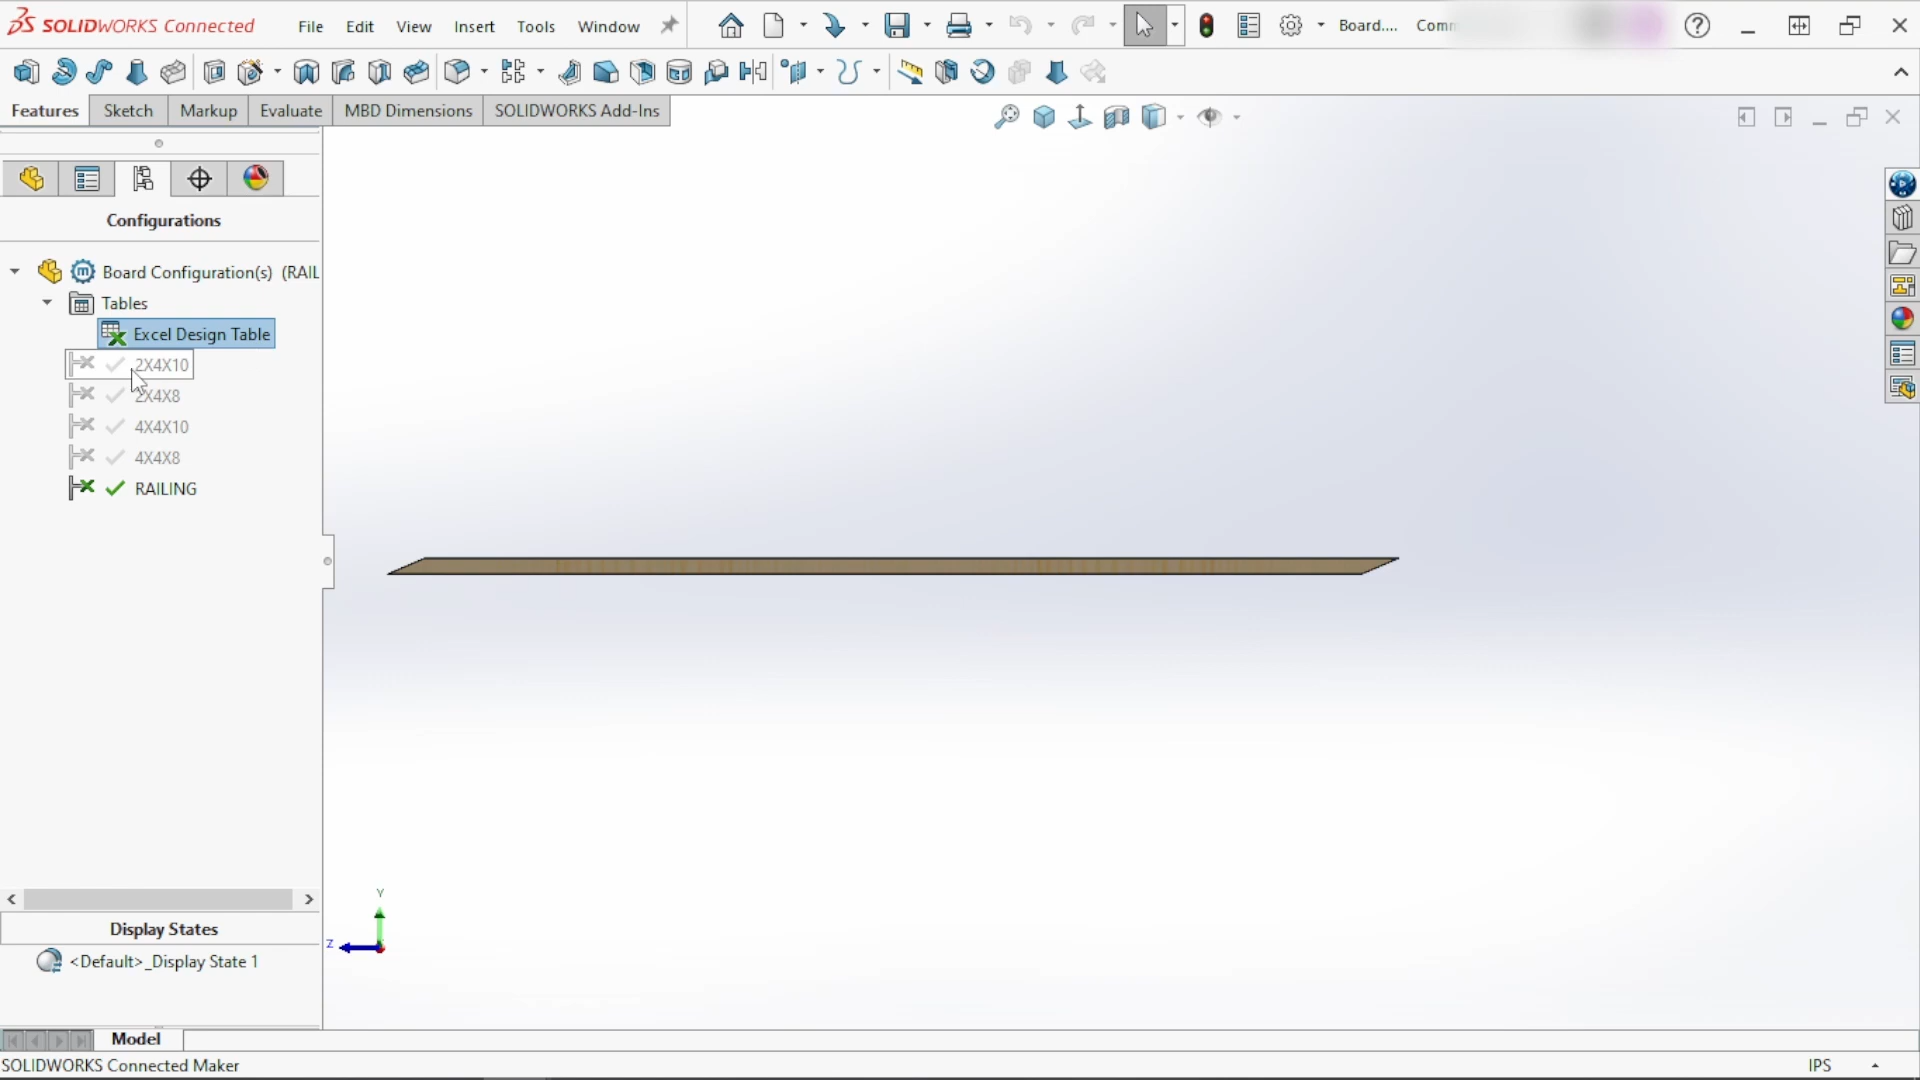 SOLIDWORKS Connected
File Edit View Insert Tools Window
Board....
Features Sketch Markup Evaluate MBD Dimensions SOLIDWORKS Add-Ins
Configurations
Board Configuration(s) (RAIL
Tables
Excel Design Table
2X4X10
2X4X8
4X4X10
4X4X8
RAILING
Y
Z
Display States
<Default>_Display State 1
Model
SOLIDWORKS Connected Maker
IPS